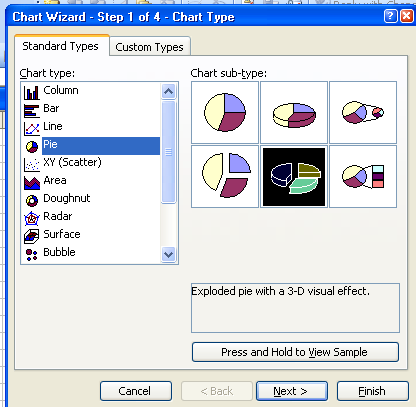 Chart Wizard - Step 1 of 4 - Chart Type
Standard Types
Custom Types
Chart type:
Chart sub-type:
Column
Bar
Line
Pie
XY (Scatter)
Area
Doughnut
Radar
Surface
Bubble
Exploded pie with a 3-D visual effect.
Press and Hold to View Sample
Cancel
< Back
Next >
Finish